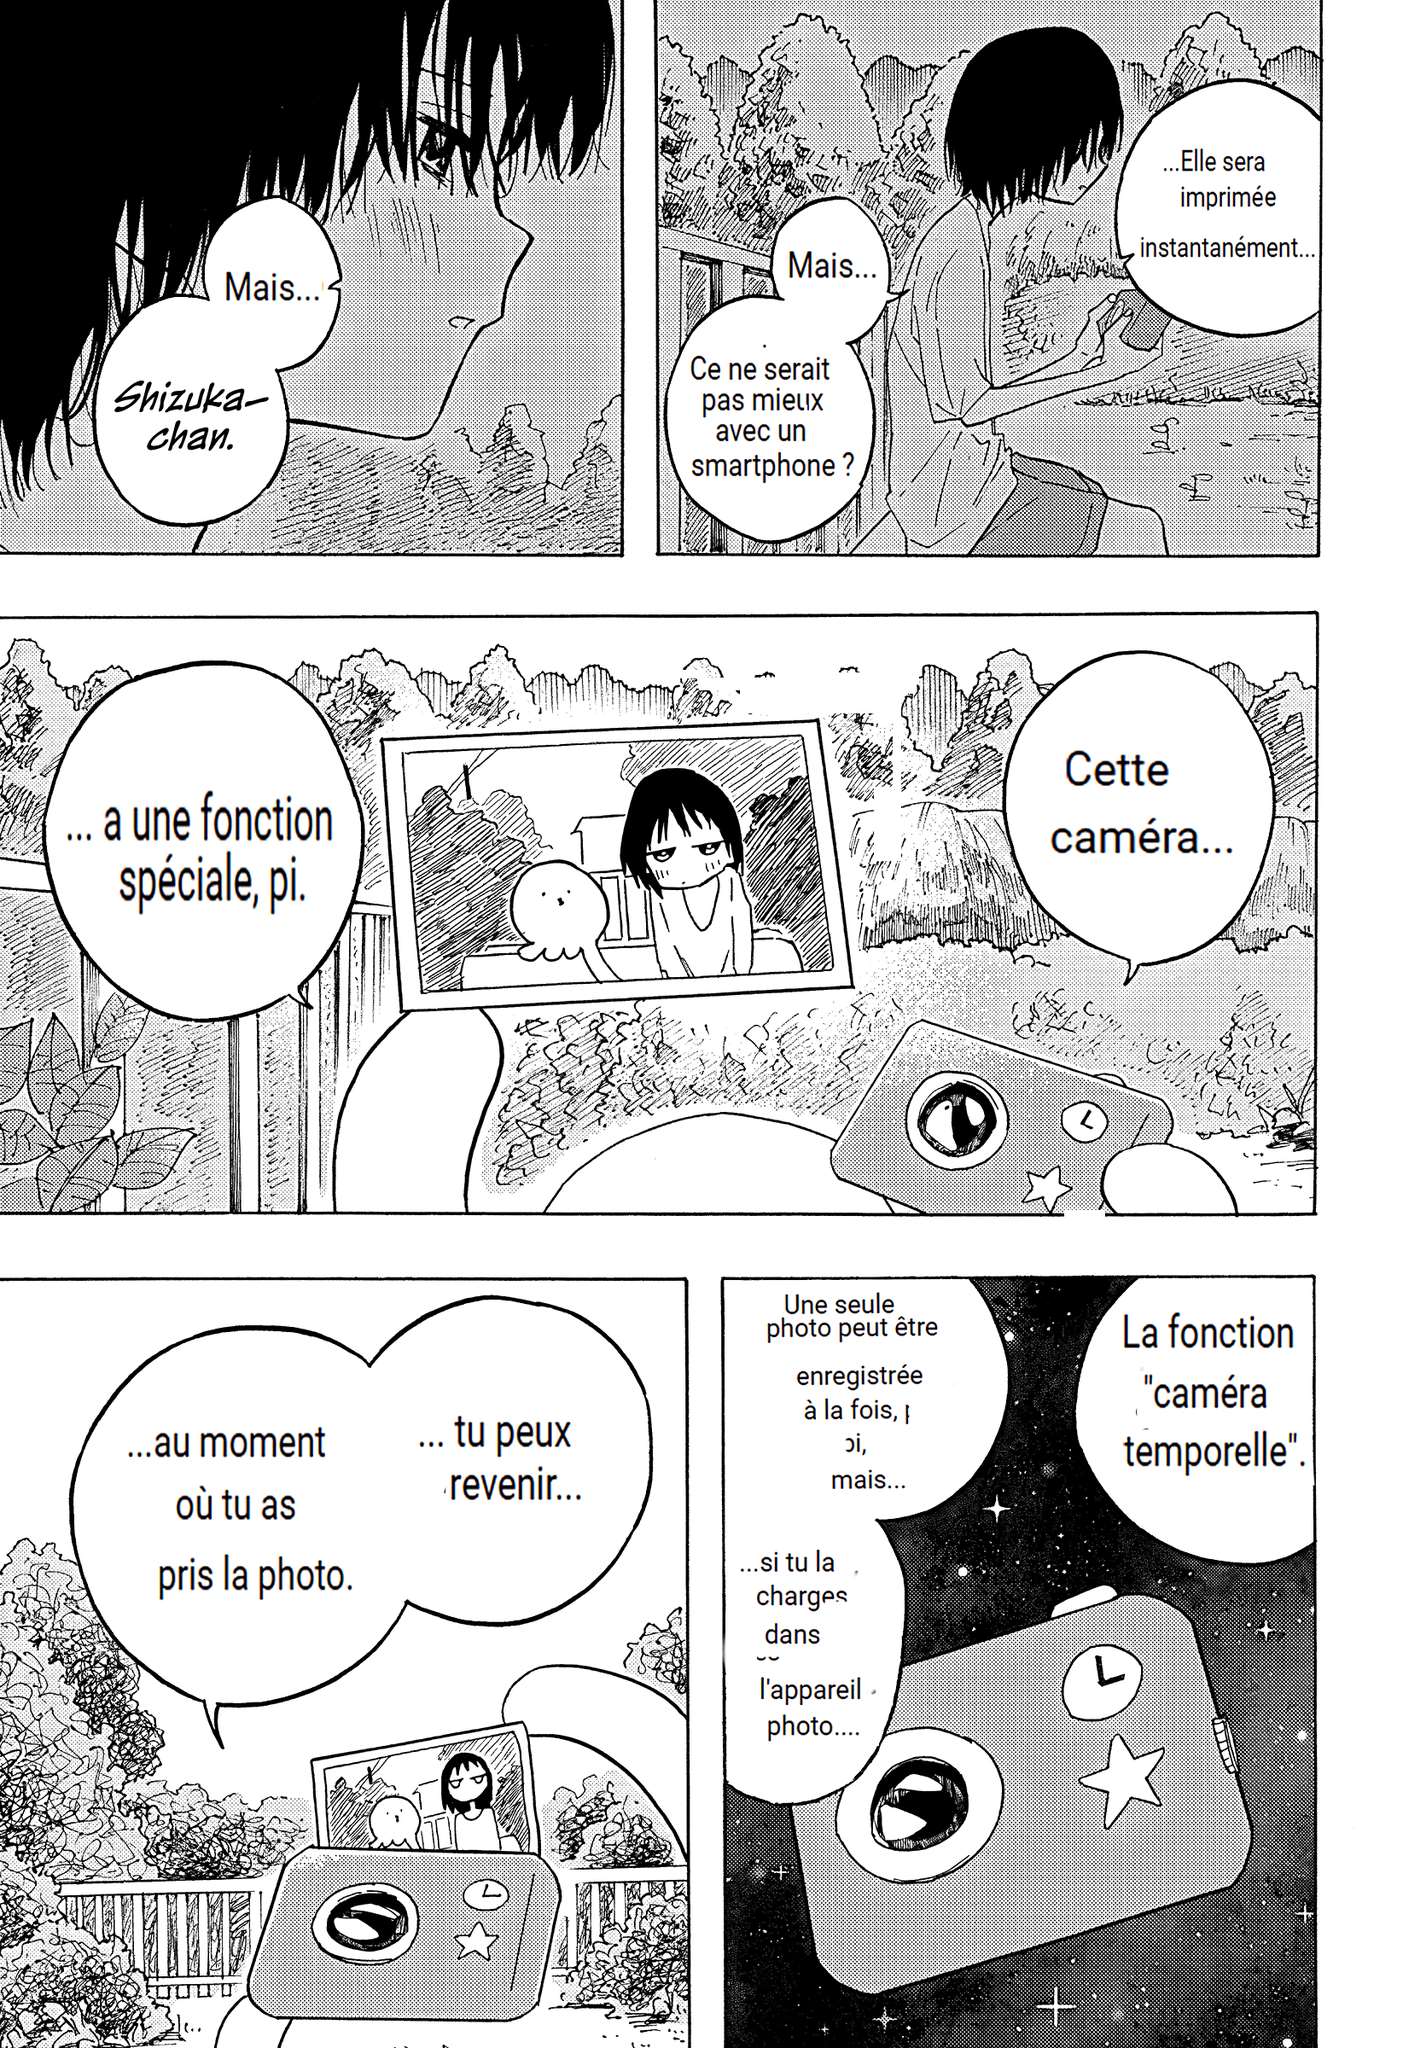 ...Elle sera
imprimée
instantanément...
Mais...
Ce ne serait
pas mieux
avec un
smartphone ?
Mais...
Shizuka-
chan.
Cette
caméra...
... a une fonction
spéciale, pi.
La fonction
"caméra
temporelle".
Une seule
photo peut être
enregistrée
à la fois, p
pi,
mais...
...si tu la
charges
dans
l'appareil
photo....
... tu peux
revenir...
...au moment
où tu as
pris la photo.